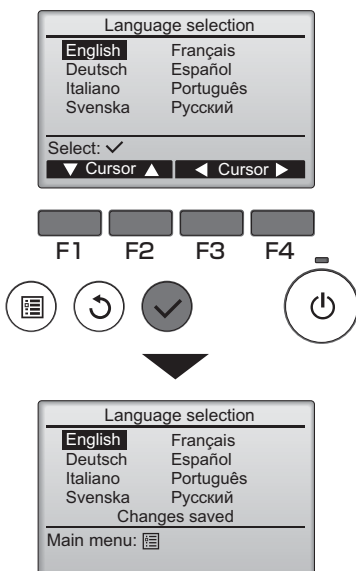 Language selection
English Français
Deutsch Español
Italiano Português
Svenska Русский
Select: ✓
▼ Cursor ▲ ◀ Cursor ▶
F1 F2 F3 F4
Language selection
English Français
Deutsch Español
Italiano Português
Svenska Русский
Changes saved
Main menu: